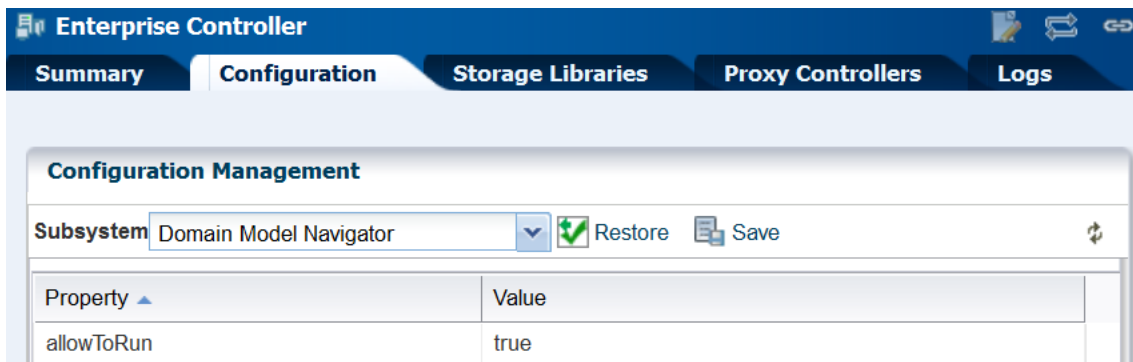 Enterprise Controller
Summary Configuration Storage Libraries Proxy Controllers Logs
Configuration Management
Subsystem Domain Model Navigator Restore Save
Property Value
allowToRun true